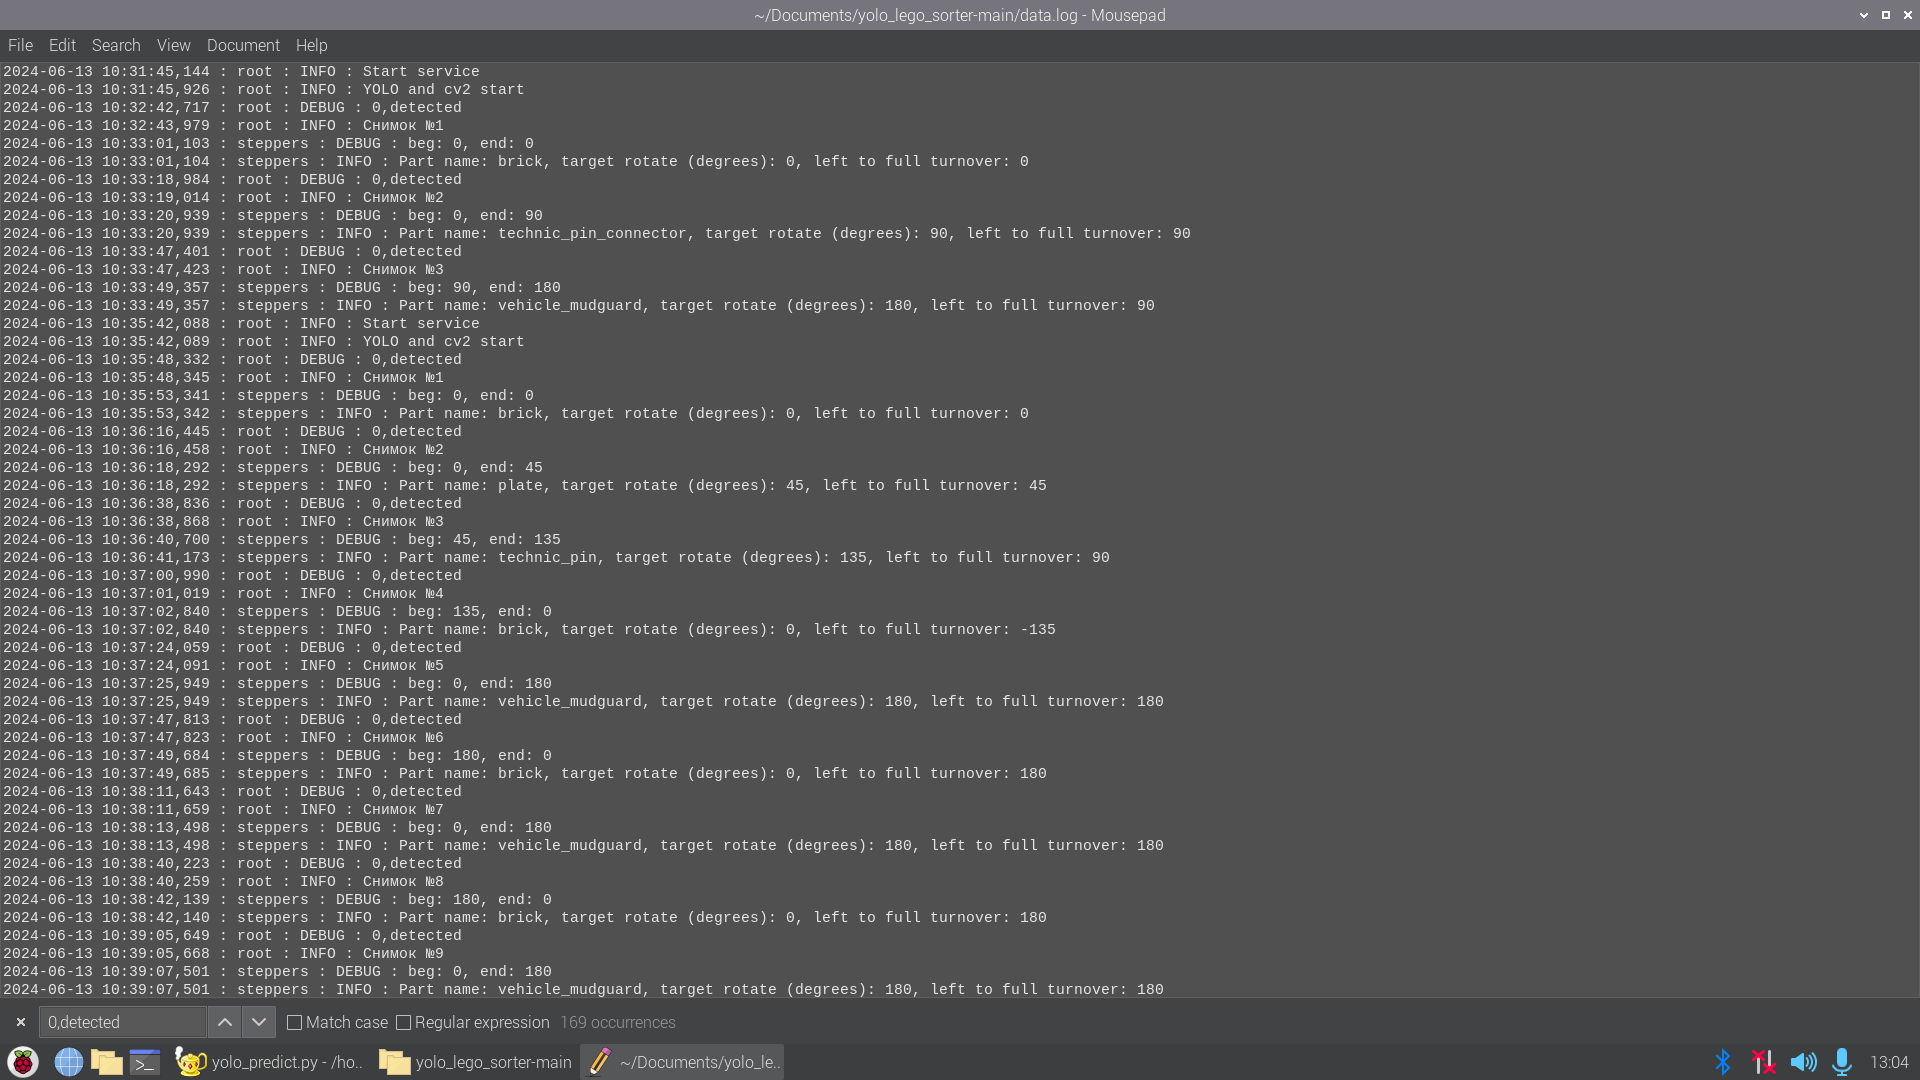 ~/Documents/yolo_lego_sorter-main/data.log - Mousepad
File Edit Search View Document Help
2024-06-13 10:31:45,144 : root : INFO : Start service
2024-06-13 10:31:45,926 : root : INFO : YOLO and cv2 start
2024-06-13 10:32:42,717 : root : DEBUG : 0,detected
2024-06-13 10:32:43,979 : root : INFO : Снимок №1
2024-06-13 10:33:01,103 : steppers : DEBUG : beg: 0, end: 0
2024-06-13 10:33:01,104 : steppers : INFO : Part name: brick, target rotate (degrees): 0, left to full turnover: 0
2024-06-13 10:33:18,984 : root : DEBUG : 0,detected
2024-06-13 10:33:19,014 : root : INFO : Снимок №2
2024-06-13 10:33:20,939 : steppers : DEBUG : beg: 0, end: 90
2024-06-13 10:33:20,939 : steppers : INFO : Part name: technic_pin_connector, target rotate (degrees): 90, left to full turnover: 90
2024-06-13 10:33:47,401 : root : DEBUG : 0,detected
2024-06-13 10:33:47,423 : root : INFO : Снимок №3
2024-06-13 10:33:49,357 : steppers : DEBUG : beg: 90, end: 180
2024-06-13 10:33:49,357 : steppers : INFO : Part name: vehicle_mudguard, target rotate (degrees): 180, left to full turnover: 90
2024-06-13 10:35:42,088 : root : INFO : Start service
2024-06-13 10:35:42,089 : root : INFO : YOLO and cv2 start
2024-06-13 10:35:48,332 : root : DEBUG : 0,detected
2024-06-13 10:35:48,345 : root : INFO : Снимок №1
2024-06-13 10:35:53,341 : steppers : DEBUG : beg: 0, end: 0
2024-06-13 10:35:53,342 : steppers : INFO : Part name: brick, target rotate (degrees): 0, left to full turnover: 0
2024-06-13 10:36:16,445 : root : DEBUG : 0,detected
2024-06-13 10:36:16,458 : root : INFO : Снимок №2
2024-06-13 10:36:18,292 : steppers : DEBUG : beg: 0, end: 45
2024-06-13 10:36:18,292 : steppers : INFO : Part name: plate, target rotate (degrees): 45, left to full turnover: 45
2024-06-13 10:36:38,836 : root : DEBUG : 0,detected
2024-06-13 10:36:38,868 : root : INFO : Снимок №3
2024-06-13 10:36:40,700 : steppers : DEBUG : beg: 45, end: 135
2024-06-13 10:36:41,173 : steppers : INFO : Part name: technic_pin, target rotate (degrees): 135, left to full turnover: 90
2024-06-13 10:37:00,990 : root : DEBUG : 0,detected
2024-06-13 10:37:01,019 : root : INFO : Снимок №4
2024-06-13 10:37:02,840 : steppers : DEBUG : beg: 135, end: 0
2024-06-13 10:37:02,840 : steppers : INFO : Part name: brick, target rotate (degrees): 0, left to full turnover: -135
2024-06-13 10:37:24,059 : root : DEBUG : 0,detected
2024-06-13 10:37:24,091 : root : INFO : Снимок №5
2024-06-13 10:37:25,949 : steppers : DEBUG : beg: 0, end: 180
2024-06-13 10:37:25,949 : steppers : INFO : Part name: vehicle_mudguard, target rotate (degrees): 180, left to full turnover: 180
2024-06-13 10:37:47,813 : root : DEBUG : 0,detected
2024-06-13 10:37:47,823 : root : INFO : Снимок №6
2024-06-13 10:37:49,684 : steppers : DEBUG : beg: 180, end: 0
2024-06-13 10:37:49,685 : steppers : INFO : Part name: brick, target rotate (degrees): 0, left to full turnover: 180
2024-06-13 10:38:11,643 : root : DEBUG : 0,detected
2024-06-13 10:38:11,659 : root : INFO : Снимок №7
2024-06-13 10:38:13,498 : steppers : DEBUG : beg: 0, end: 180
2024-06-13 10:38:13,498 : steppers : INFO : Part name: vehicle_mudguard, target rotate (degrees): 180, left to full turnover: 180
2024-06-13 10:38:40,223 : root : DEBUG : 0,detected
2024-06-13 10:38:40,259 : root : INFO : Снимок №8
2024-06-13 10:38:42,139 : steppers : DEBUG : beg: 180, end: 0
2024-06-13 10:38:42,140 : steppers : INFO : Part name: brick, target rotate (degrees): 0, left to full turnover: 180
2024-06-13 10:39:05,649 : root : DEBUG : 0,detected
2024-06-13 10:39:05,668 : root : INFO : Снимок №9
2024-06-13 10:39:07,501 : steppers : DEBUG : beg: 0, end: 180
2024-06-13 10:39:07,501 : steppers : INFO : Part name: vehicle_mudguard, target rotate (degrees): 180, left to full turnover: 180
0,detected Match case Regular expression 169 occurrences
yolo_predict.py - /ho.. yolo_lego_sorter-main ~/Documents/yolo_le.. 13:04